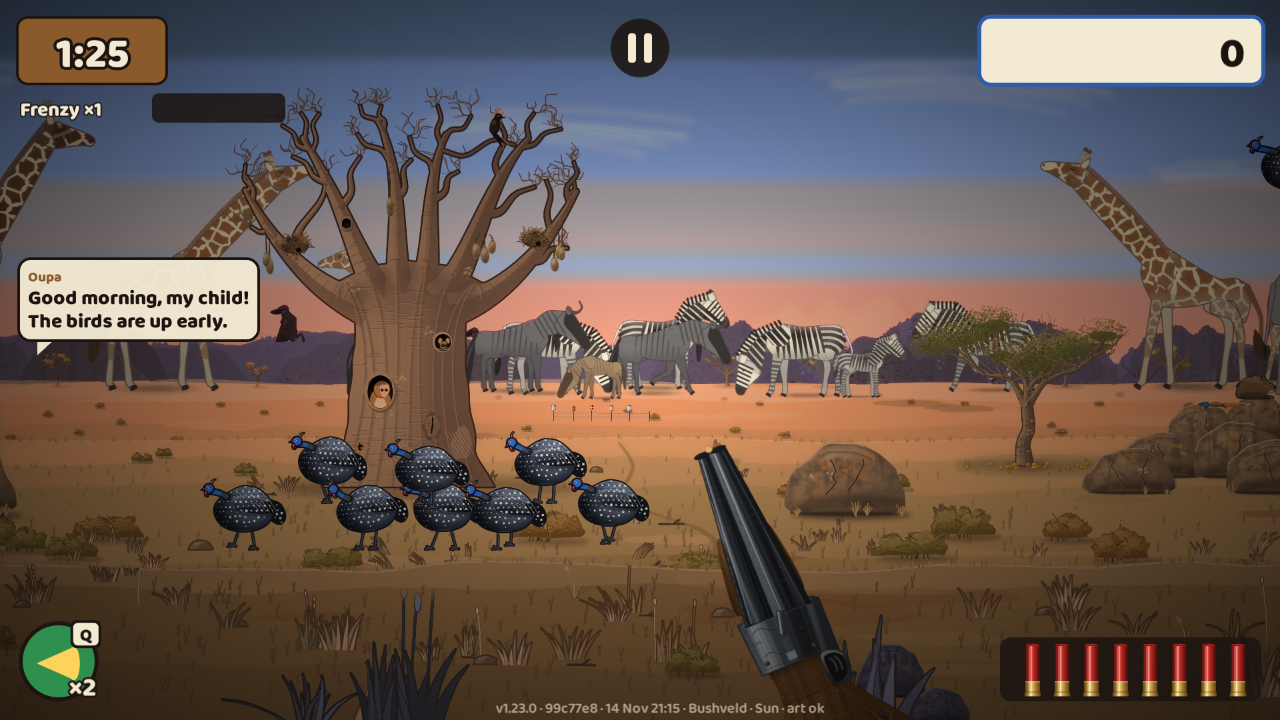 1:25
0
Frenzy ×1
Oupa
Good morning, my child!
The birds are up early.
Q
×2
v1.23.0 · 99c77e8 · 14 Nov 21:15 · Bushveld · Sun · art ok